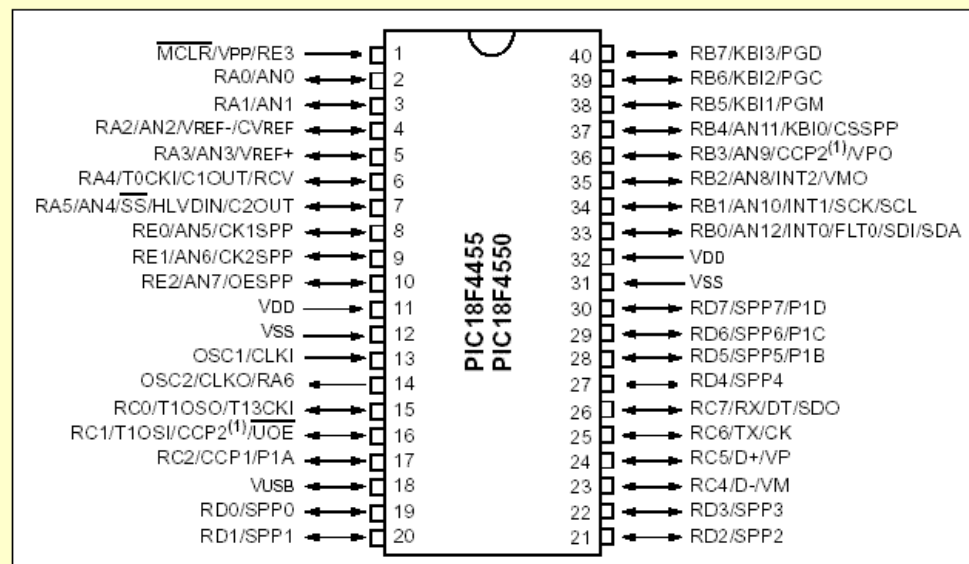 MCLR/VPP/RE3 1
RA0/AN0 2
RA1/AN1 3
RA2/AN2/VREF-/CVREF 4
RA3/AN3/VREF+ 5
RA4/T0CKI/C1OUT/RCV 6
RA5/AN4/SS/HLVDIN/C2OUT 7
RE0/AN5/CK1SPP 8
RE1/AN6/CK2SPP 9
RE2/AN7/OESPP 10
VDD 11
VSS 12
OSC1/CLKI 13
OSC2/CLKO/RA6 14
RC0/T1OSO/T13CKI 15
RC1/T1OSI/CCP2(1)/UOE 16
RC2/CCP1/P1A 17
VUSB 18
RD0/SPP0 19
RD1/SPP1 20
PIC18F4455
PIC18F4550
40 RB7/KBI3/PGD
39 RB6/KBI2/PGC
38 RB5/KBI1/PGM
37 RB4/AN11/KBI0/CSSPP
36 RB3/AN9/CCP2(1)/VPO
35 RB2/AN8/INT2/VMO
34 RB1/AN10/INT1/SCK/SCL
33 RB0/AN12/INT0/FLT0/SDI/SDA
32 VDD
31 VSS
30 RD7/SPP7/P1D
29 RD6/SPP6/P1C
28 RD5/SPP5/P1B
27 RD4/SPP4
26 RC7/RX/DT/SDO
25 RC6/TX/CK
24 RC5/D+/VP
23 RC4/D-/VM
22 RD3/SPP3
21 RD2/SPP2